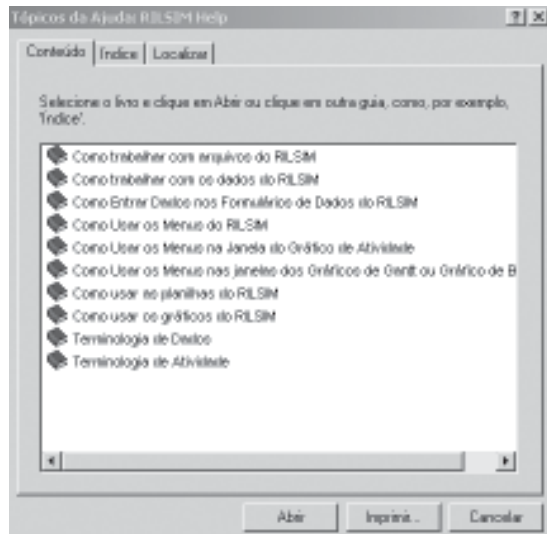 Tópicos da Ajuda: RILSIM Help
Conteúdo Índice Localizar
Selecione o livro e clique em Abrir ou clique em outra guia, como, por exemplo,
'Índice'.
Como trabalhar com arquivos do RILSIM
Como trabalhar com os dados do RILSIM
Como Entrar Dados nos Formulários de Dados do RILSIM
Como Usar os Menus do RILSIM
Como Usar os Menus na Janela do Gráfico de Atividade
Como Usar os Menus nas janelas dos Gráficos de Gantt ou Gráfico de B
Como usar as planilhas do RILSIM
Como usar os gráficos do RILSIM
Terminologia de Dados
Terminologia de Atividade
Abrir Imprimir... Cancelar